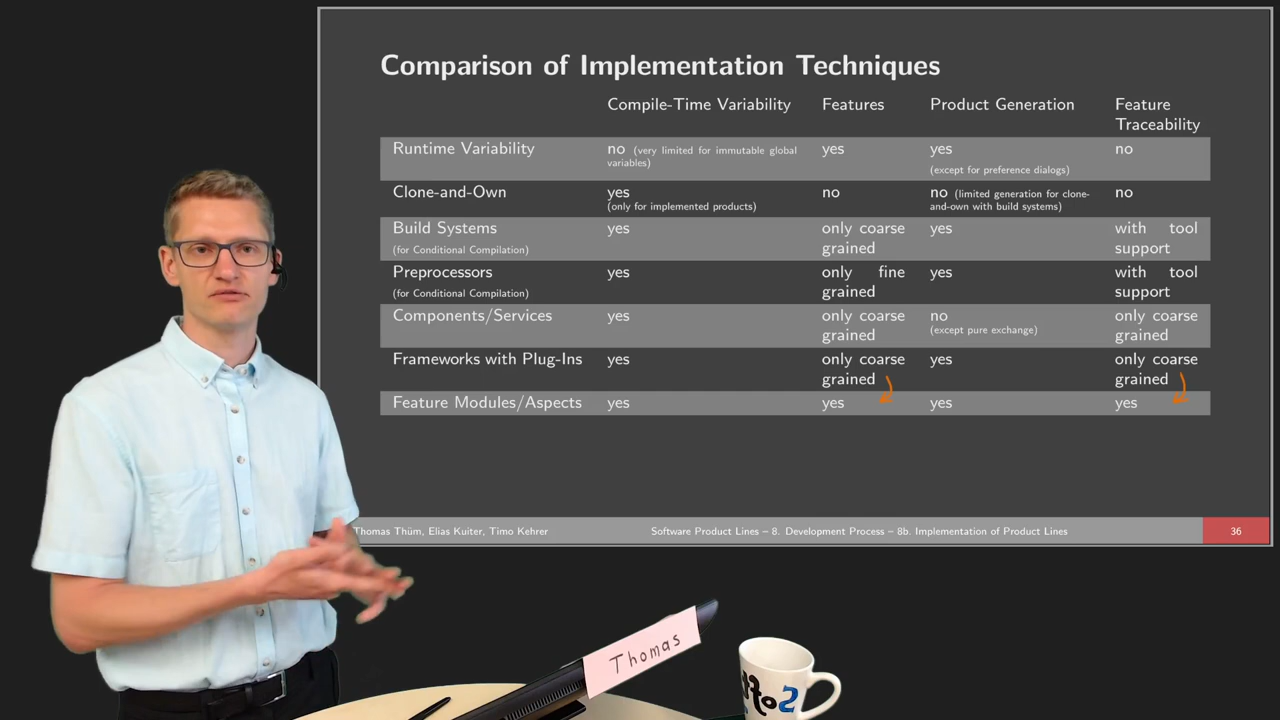 Comparison of Implementation Techniques
Compile-Time Variability Features Product Generation Feature
Traceability
Runtime Variability no (very limited for immutable global yes yes no
variables) (except for preference dialogs)
Clone-and-Own yes no no (limited generation for clone-
(only for implemented products) and-own with build systems) no
Build Systems yes only coarse yes with tool
(for Conditional Compilation) grained support
Preprocessors yes only fine yes with tool
(for Conditional Compilation) grained support
Components/Services yes only coarse no only coarse
grained (except pure exchange) grained
Frameworks with Plug-Ins yes only coarse yes only coarse
grained grained
Feature Modules/Aspects yes yes yes yes
Thomas Thüm, Elias Kuiter, Timo Kehrer Software Product Lines – 8. Development Process – 8b. Implementation of Product Lines 36
Thomas